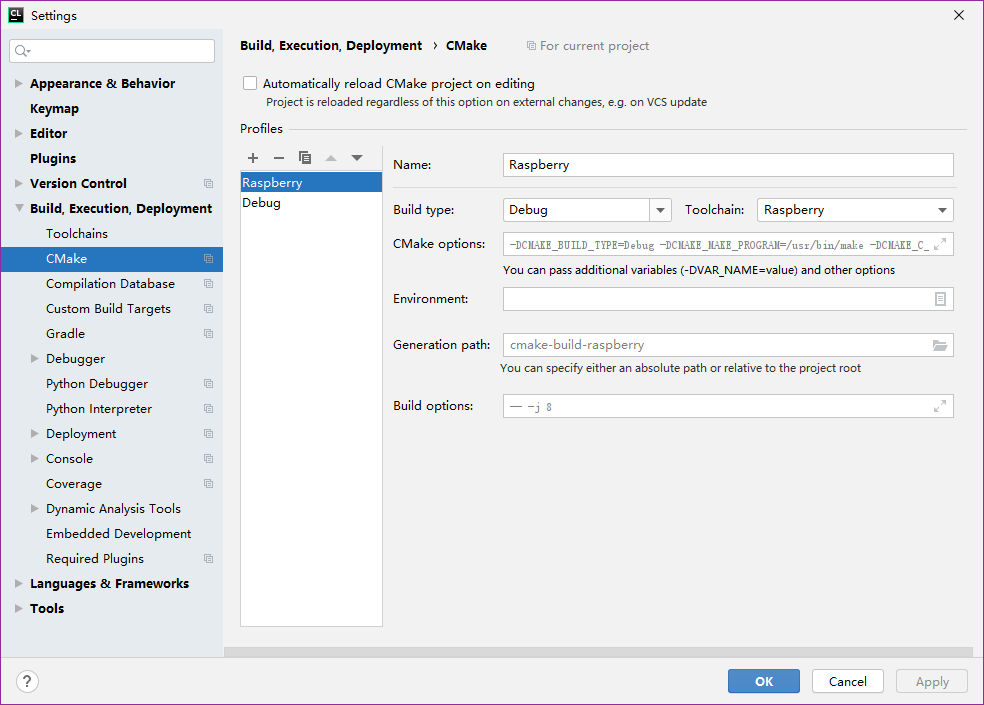 CL Settings
Build, Execution, Deployment › CMake For current project
Automatically reload CMake project on editing
Project is reloaded regardless of this option on external changes, e.g. on VCS update
Appearance & Behavior
Keymap
Editor
Plugins
Version Control
Build, Execution, Deployment
Toolchains
CMake
Compilation Database
Custom Build Targets
Gradle
Debugger
Python Debugger
Python Interpreter
Deployment
Console
Coverage
Dynamic Analysis Tools
Embedded Development
Required Plugins
Languages & Frameworks
Tools
Profiles
Raspberry
Debug
Name: Raspberry
Build type: Debug Toolchain: Raspberry
CMake options: -DCMAKE_BUILD_TYPE=Debug -DCMAKE_MAKE_PROGRAM=/usr/bin/make -DCMAKE_C_
You can pass additional variables (-DVAR_NAME=value) and other options
Environment:
Generation path: cmake-build-raspberry
You can specify either an absolute path or relative to the project root
Build options: -- -j 8
? OK Cancel Apply